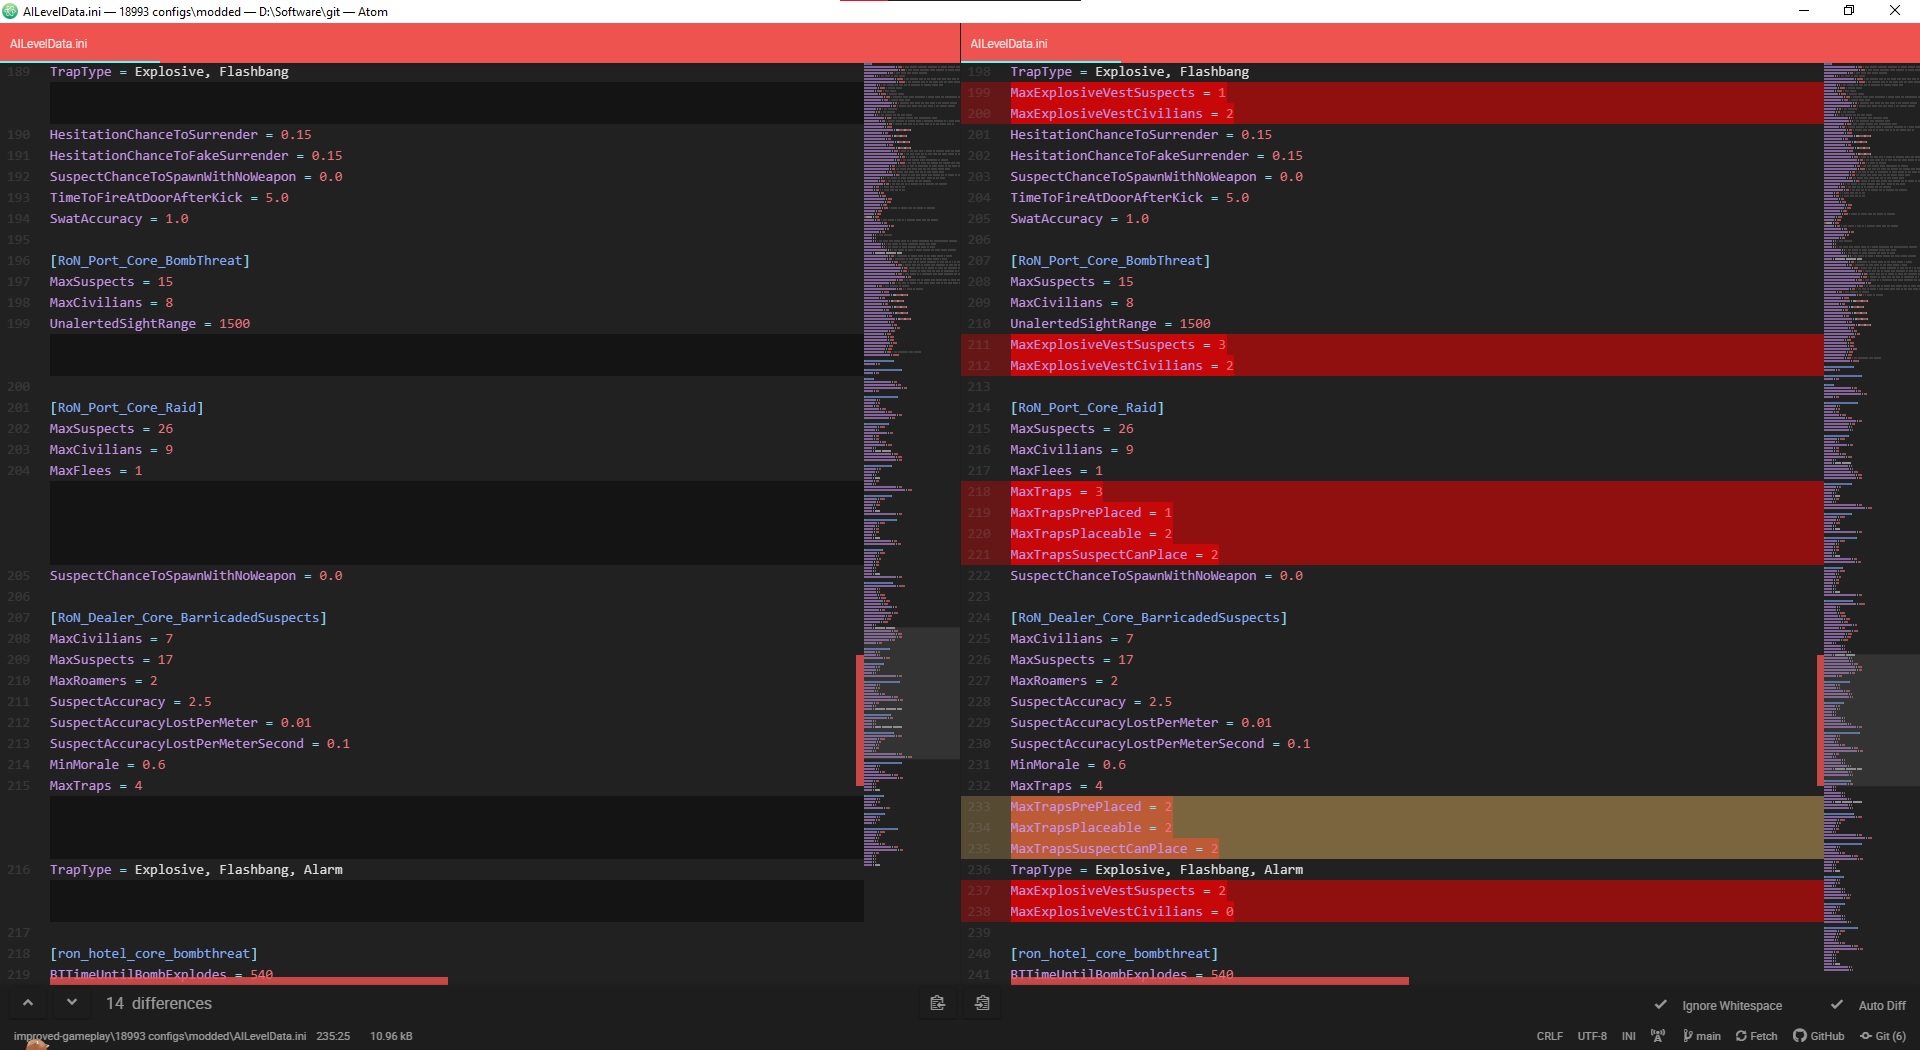 AILevelData.ini — 18993 configs\modded — D:\Software\git — Atom
AILevelData.ini
189 TrapType = Explosive, Flashbang
190 HesitationChanceToSurrender = 0.15
191 HesitationChanceToFakeSurrender = 0.15
192 SuspectChanceToSpawnWithNoWeapon = 0.0
193 TimeToFireAtDoorAfterKick = 5.0
194 SwatAccuracy = 1.0
195
196 [RoN_Port_Core_BombThreat]
197 MaxSuspects = 15
198 MaxCivilians = 8
199 UnalertedSightRange = 1500
200
201 [RoN_Port_Core_Raid]
202 MaxSuspects = 26
203 MaxCivilians = 9
204 MaxFlees = 1
205 SuspectChanceToSpawnWithNoWeapon = 0.0
206
207 [RoN_Dealer_Core_BarricadedSuspects]
208 MaxCivilians = 7
209 MaxSuspects = 17
210 MaxRoamers = 2
211 SuspectAccuracy = 2.5
212 SuspectAccuracyLostPerMeter = 0.01
213 SuspectAccuracyLostPerMeterSecond = 0.1
214 MinMorale = 0.6
215 MaxTraps = 4
216 TrapType = Explosive, Flashbang, Alarm
217
218 [ron_hotel_core_bombthreat]
219 BTTimeUntilBombExplodes = 540
AILevelData.ini
198 TrapType = Explosive, Flashbang
199 MaxExplosiveVestSuspects = 1
200 MaxExplosiveVestCivilians = 2
201 HesitationChanceToSurrender = 0.15
202 HesitationChanceToFakeSurrender = 0.15
203 SuspectChanceToSpawnWithNoWeapon = 0.0
204 TimeToFireAtDoorAfterKick = 5.0
205 SwatAccuracy = 1.0
206
207 [RoN_Port_Core_BombThreat]
208 MaxSuspects = 15
209 MaxCivilians = 8
210 UnalertedSightRange = 1500
211 MaxExplosiveVestSuspects = 3
212 MaxExplosiveVestCivilians = 2
213
214 [RoN_Port_Core_Raid]
215 MaxSuspects = 26
216 MaxCivilians = 9
217 MaxFlees = 1
218 MaxTraps = 3
219 MaxTrapsPrePlaced = 1
220 MaxTrapsPlaceable = 2
221 MaxTrapsSuspectCanPlace = 2
222 SuspectChanceToSpawnWithNoWeapon = 0.0
223
224 [RoN_Dealer_Core_BarricadedSuspects]
225 MaxCivilians = 7
226 MaxSuspects = 17
227 MaxRoamers = 2
228 SuspectAccuracy = 2.5
229 SuspectAccuracyLostPerMeter = 0.01
230 SuspectAccuracyLostPerMeterSecond = 0.1
231 MinMorale = 0.6
232 MaxTraps = 4
233 MaxTrapsPrePlaced = 2
234 MaxTrapsPlaceable = 2
235 MaxTrapsSuspectCanPlace = 2
236 TrapType = Explosive, Flashbang, Alarm
237 MaxExplosiveVestSuspects = 2
238 MaxExplosiveVestCivilians = 0
239
240 [ron_hotel_core_bombthreat]
241 BTTimeUntilBombExplodes = 540
14 differences
Ignore Whitespace
Auto Diff
improved-gameplay\18993 configs\modded\AILevelData.ini 235:25 10.96 kB
CRLF UTF-8 INI main Fetch GitHub Git (6)